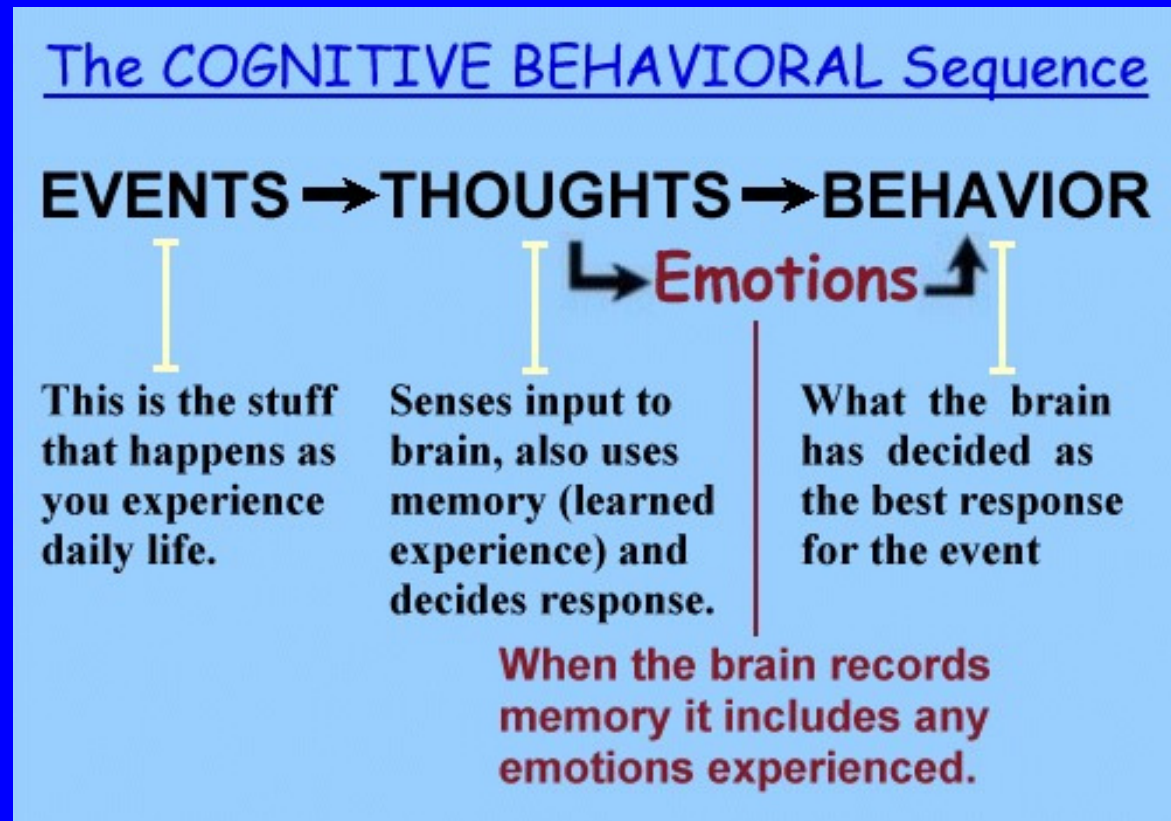 The COGNITIVE BEHAVIORAL Sequence
EVENTS → THOUGHTS → BEHAVIOR
Emotions
This is the stuff
that happens as
you experience
daily life.
Senses input to
brain, also uses
memory (learned
experience) and
decides response.
What the brain
has decided as
the best response
for the event
When the brain records
memory it includes any
emotions experienced.